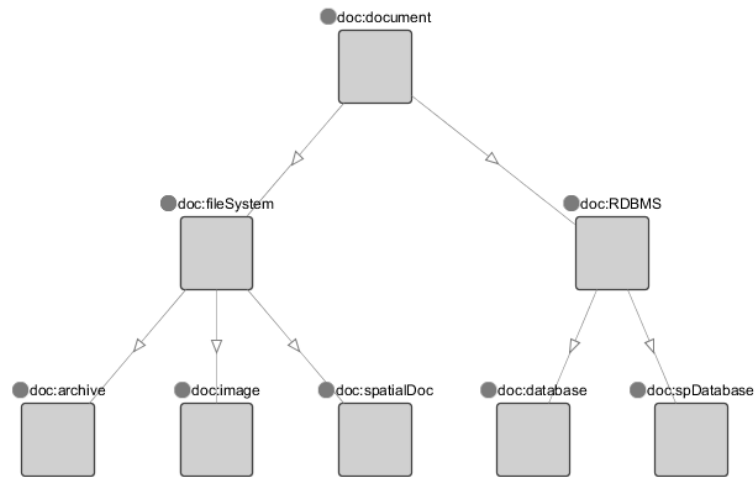 doc:document
doc:fileSystem
doc:RDBMS
doc:archive
doc:image
doc:spatialDoc
doc:database
doc:spDatabase